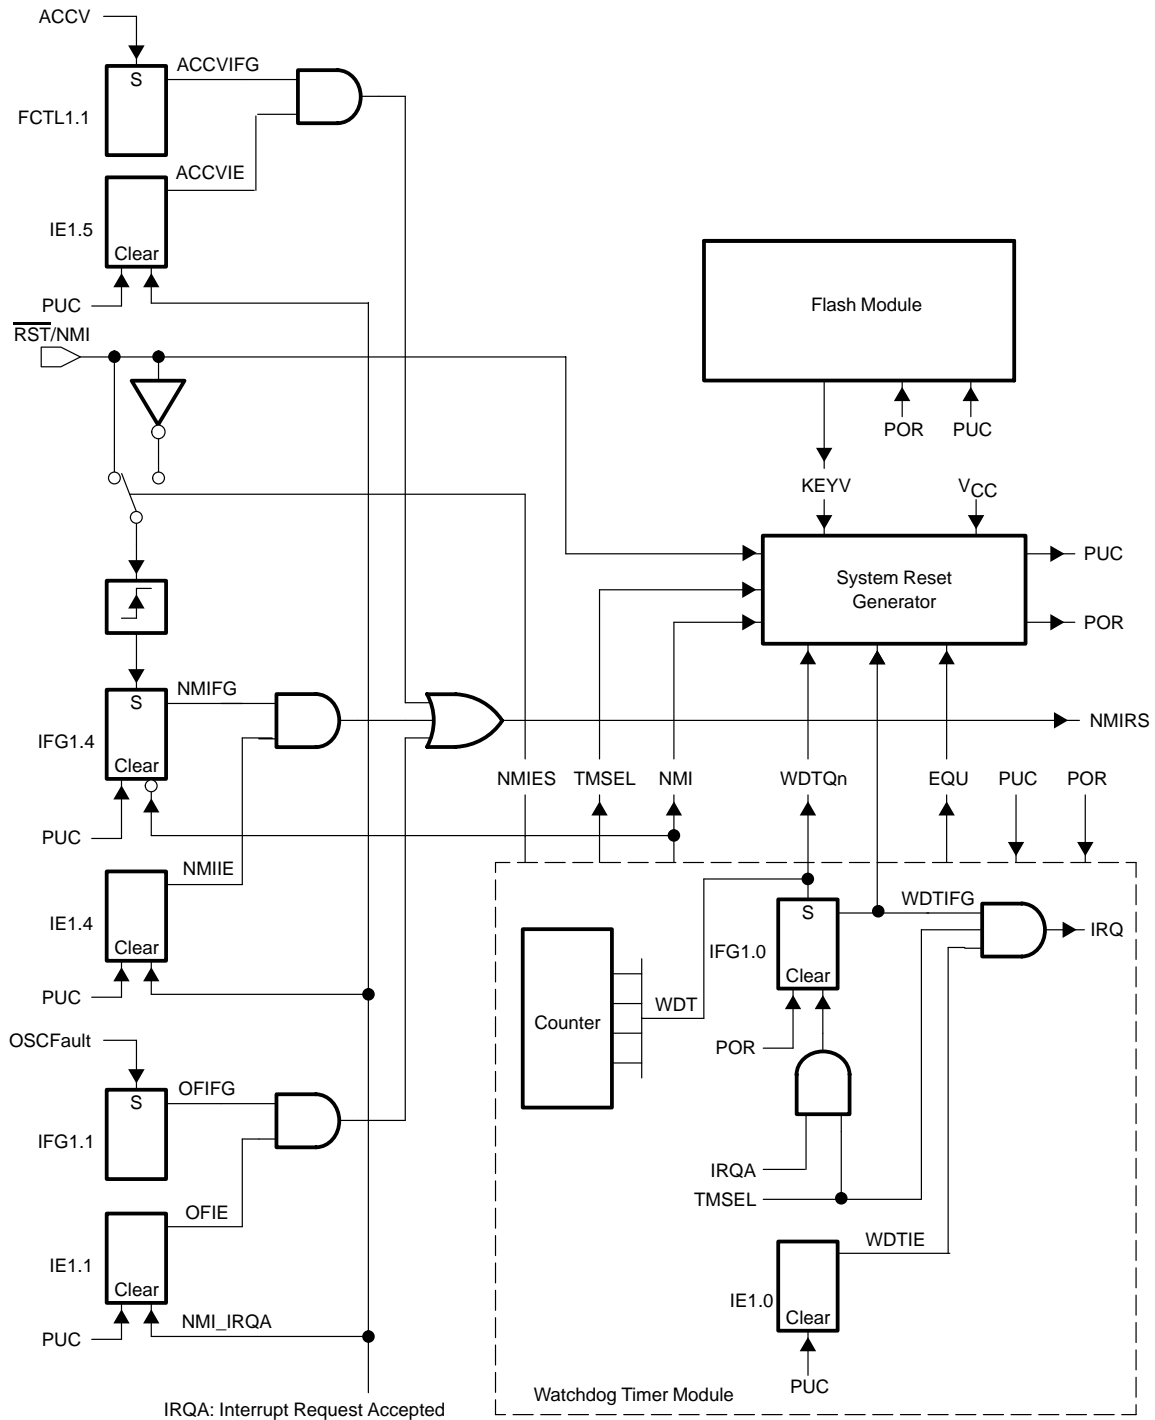 ACCV
S
ACCVIFG
FCTL1.1
ACCVIE
IE1.5
Clear
PUC
RST/NMI
Flash Module
POR
PUC
KEYV
VCC
System Reset
Generator
PUC
POR
S
NMIFG
IFG1.4
Clear
NMIRS
NMIES
TMSEL
NMI
WDTQn
EQU
PUC
POR
PUC
NMIIE
IE1.4
Clear
PUC
S
WDTIFG
IRQ
IFG1.0
Clear
Counter
WDT
POR
OSCFault
S
OFIFG
IFG1.1
IRQA
TMSEL
OFIE
IE1.1
Clear
WDTIE
IE1.0
Clear
NMI_IRQA
PUC
PUC
Watchdog Timer Module
IRQA: Interrupt Request Accepted